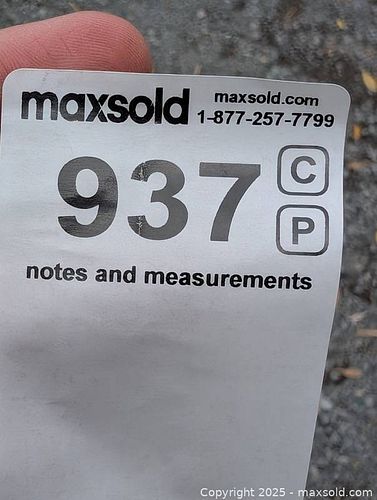 maxsold
maxsold.com
1-877-257-7799
937
C
P
notes and measurements
Copyright 2025 - maxsold.com